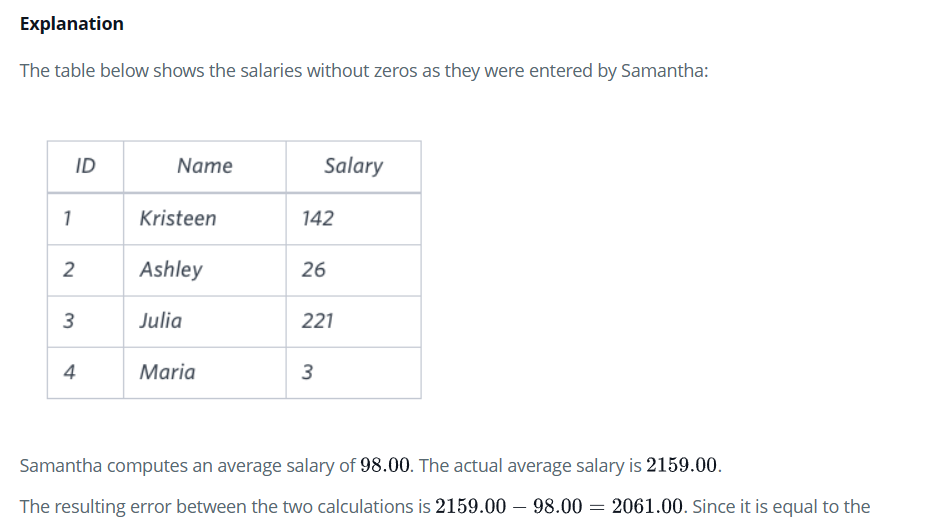 Explanation
The table below shows the salaries without zeros as they were entered by Samantha:
ID Name Salary
1 Kristeen 142
2 Ashley 26
3 Julia 221
4 Maria 3
Samantha computes an average salary of 98.00. The actual average salary is 2159.00.
The resulting error between the two calculations is 2159.00 − 98.00 = 2061.00. Since it is equal to the